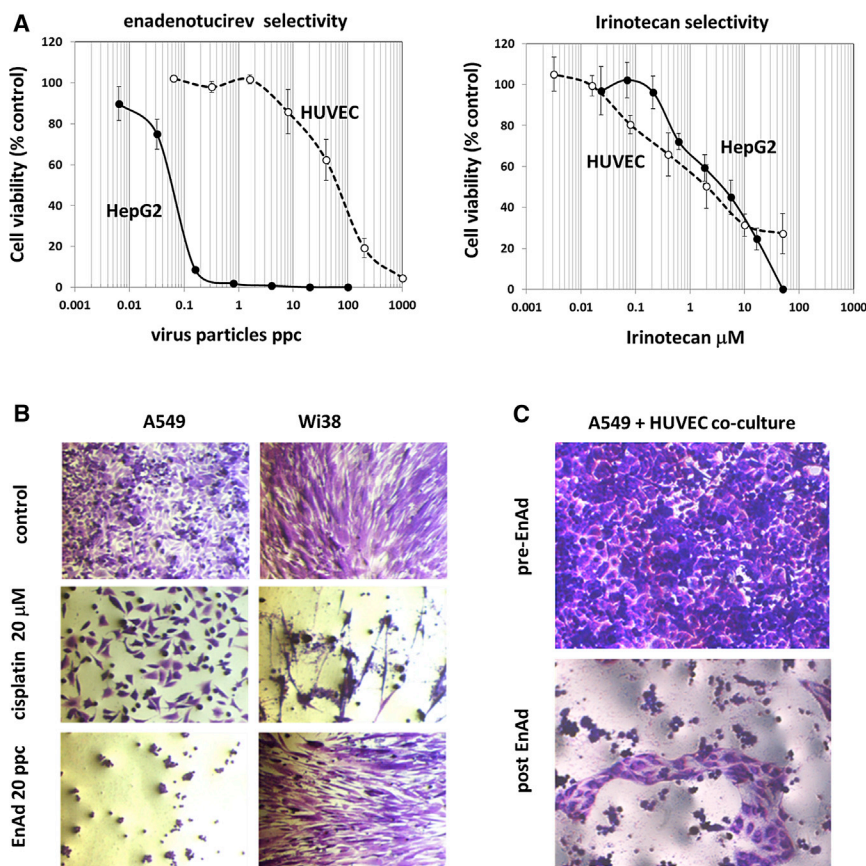 A
enadenotucirev selectivity
Cell viability (% control)
120
100
80
60
40
20
0
HUVEC
HepG2
0.001
0.01
0.1
1
10
100
1000
virus particles ppc
Irinotecan selectivity
Cell viability (% control)
120
100
80
60
40
20
0
HUVEC
HepG2
0.001
0.01
0.1
1
10
100
1000
Irinotecan μM
B
A549
Wi38
control
cisplatin 20 μM
EnAd 20 ppc
C
A549 + HUVEC co-culture
pre-EnAd
post EnAd